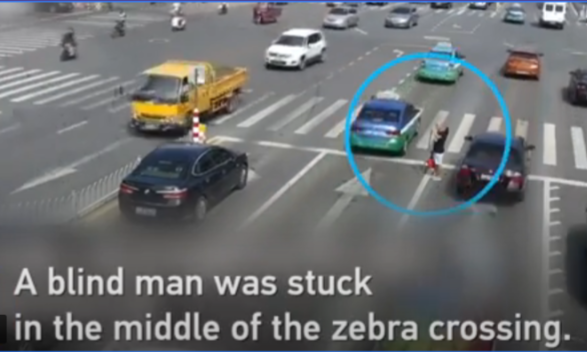 A blind man was stuck
in the middle of the zebra crossing.